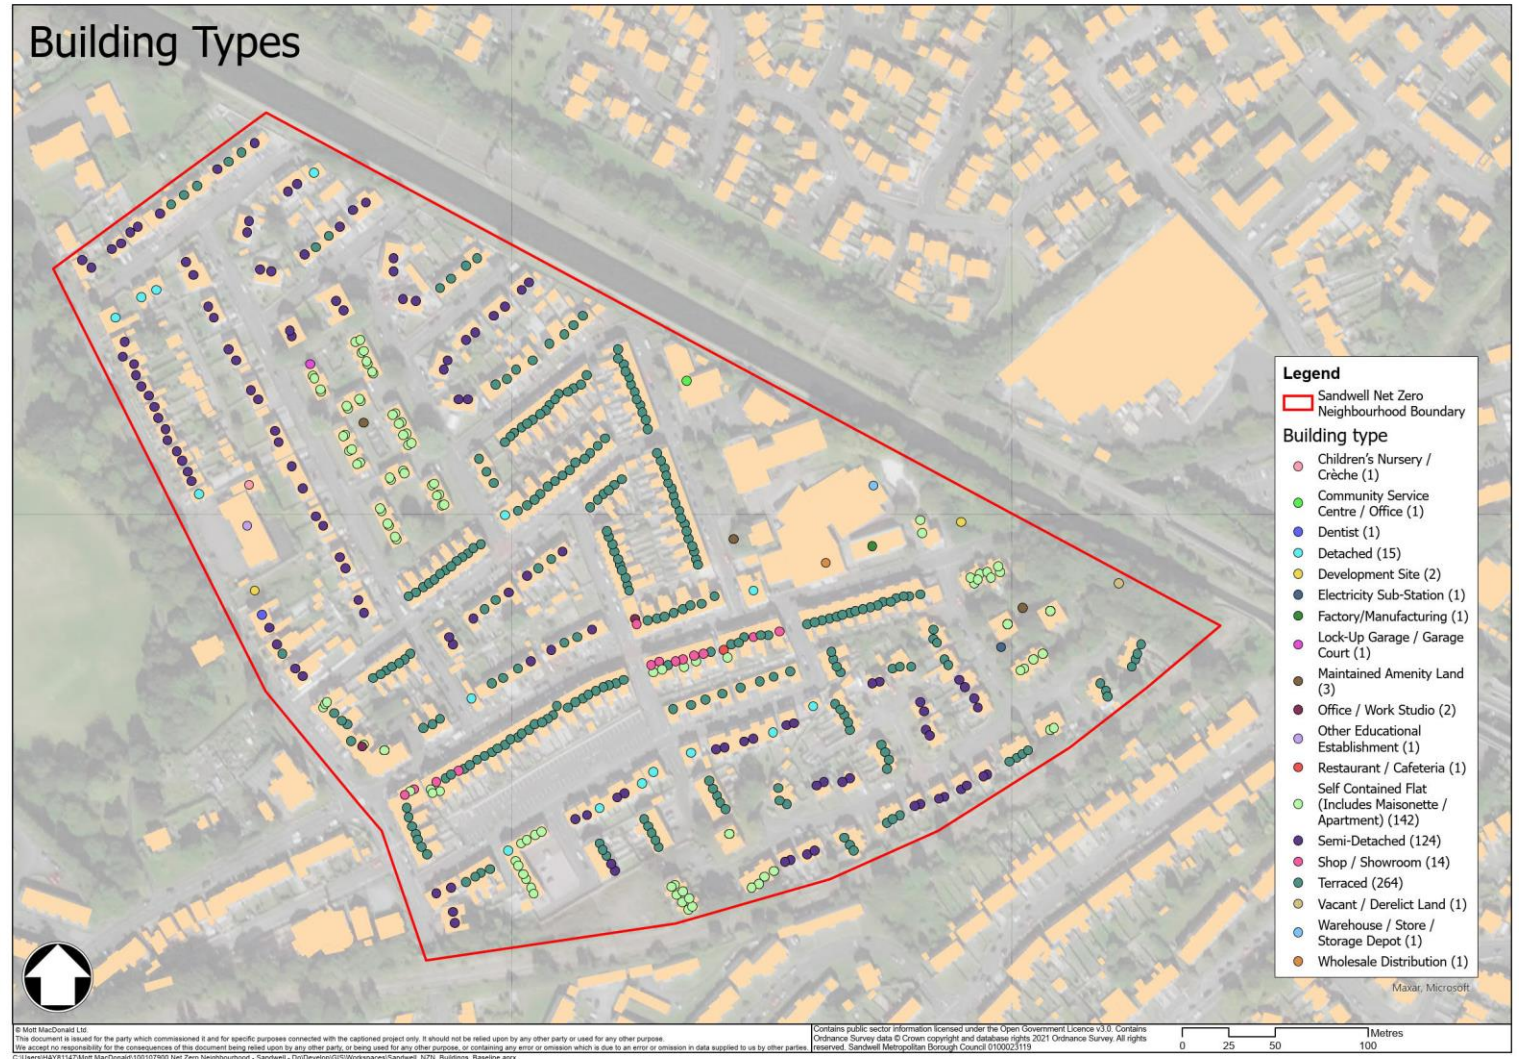 Building Types
Legend
Sandwell Net Zero
Neighbourhood Boundary
Building type
Children's Nursery /
Crèche (1)
Community Service
Centre / Office (1)
Dentist (1)
Detached (15)
Development Site (2)
Electricity Sub-Station (1)
Factory/Manufacturing (1)
Lock-Up Garage / Garage
Court (1)
Maintained Amenity Land
(3)
Office / Work Studio (2)
Other Educational
Establishment (1)
Restaurant / Cafeteria (1)
Self Contained Flat
(Includes Maisonette /
Apartment) (142)
Semi-Detached (124)
Shop / Showroom (14)
Terraced (264)
Vacant / Derelict Land (1)
Warehouse / Store /
Storage Depot (1)
Wholesale Distribution (1)
Maxar, Microsoft
© Mott MacDonald Ltd.
This document is issued for the party which commissioned it and for specific purposes connected with the captioned project only. It should not be relied upon by any other party or used for any other purpose.
We accept no responsibility for the consequences of this document being relied upon by any other party, or being used for any other purpose, or containing any error or omission which is due to an error or omission in data supplied to us by other parties.
Contains public sector information licensed under the Open Government Licence v3.0. Contains
Ordnance Survey data © Crown copyright and database rights 2021 Ordnance Survey. All rights
reserved. Sandwell Metropolitan Borough Council 0100023119
Metres
0 25 50 100